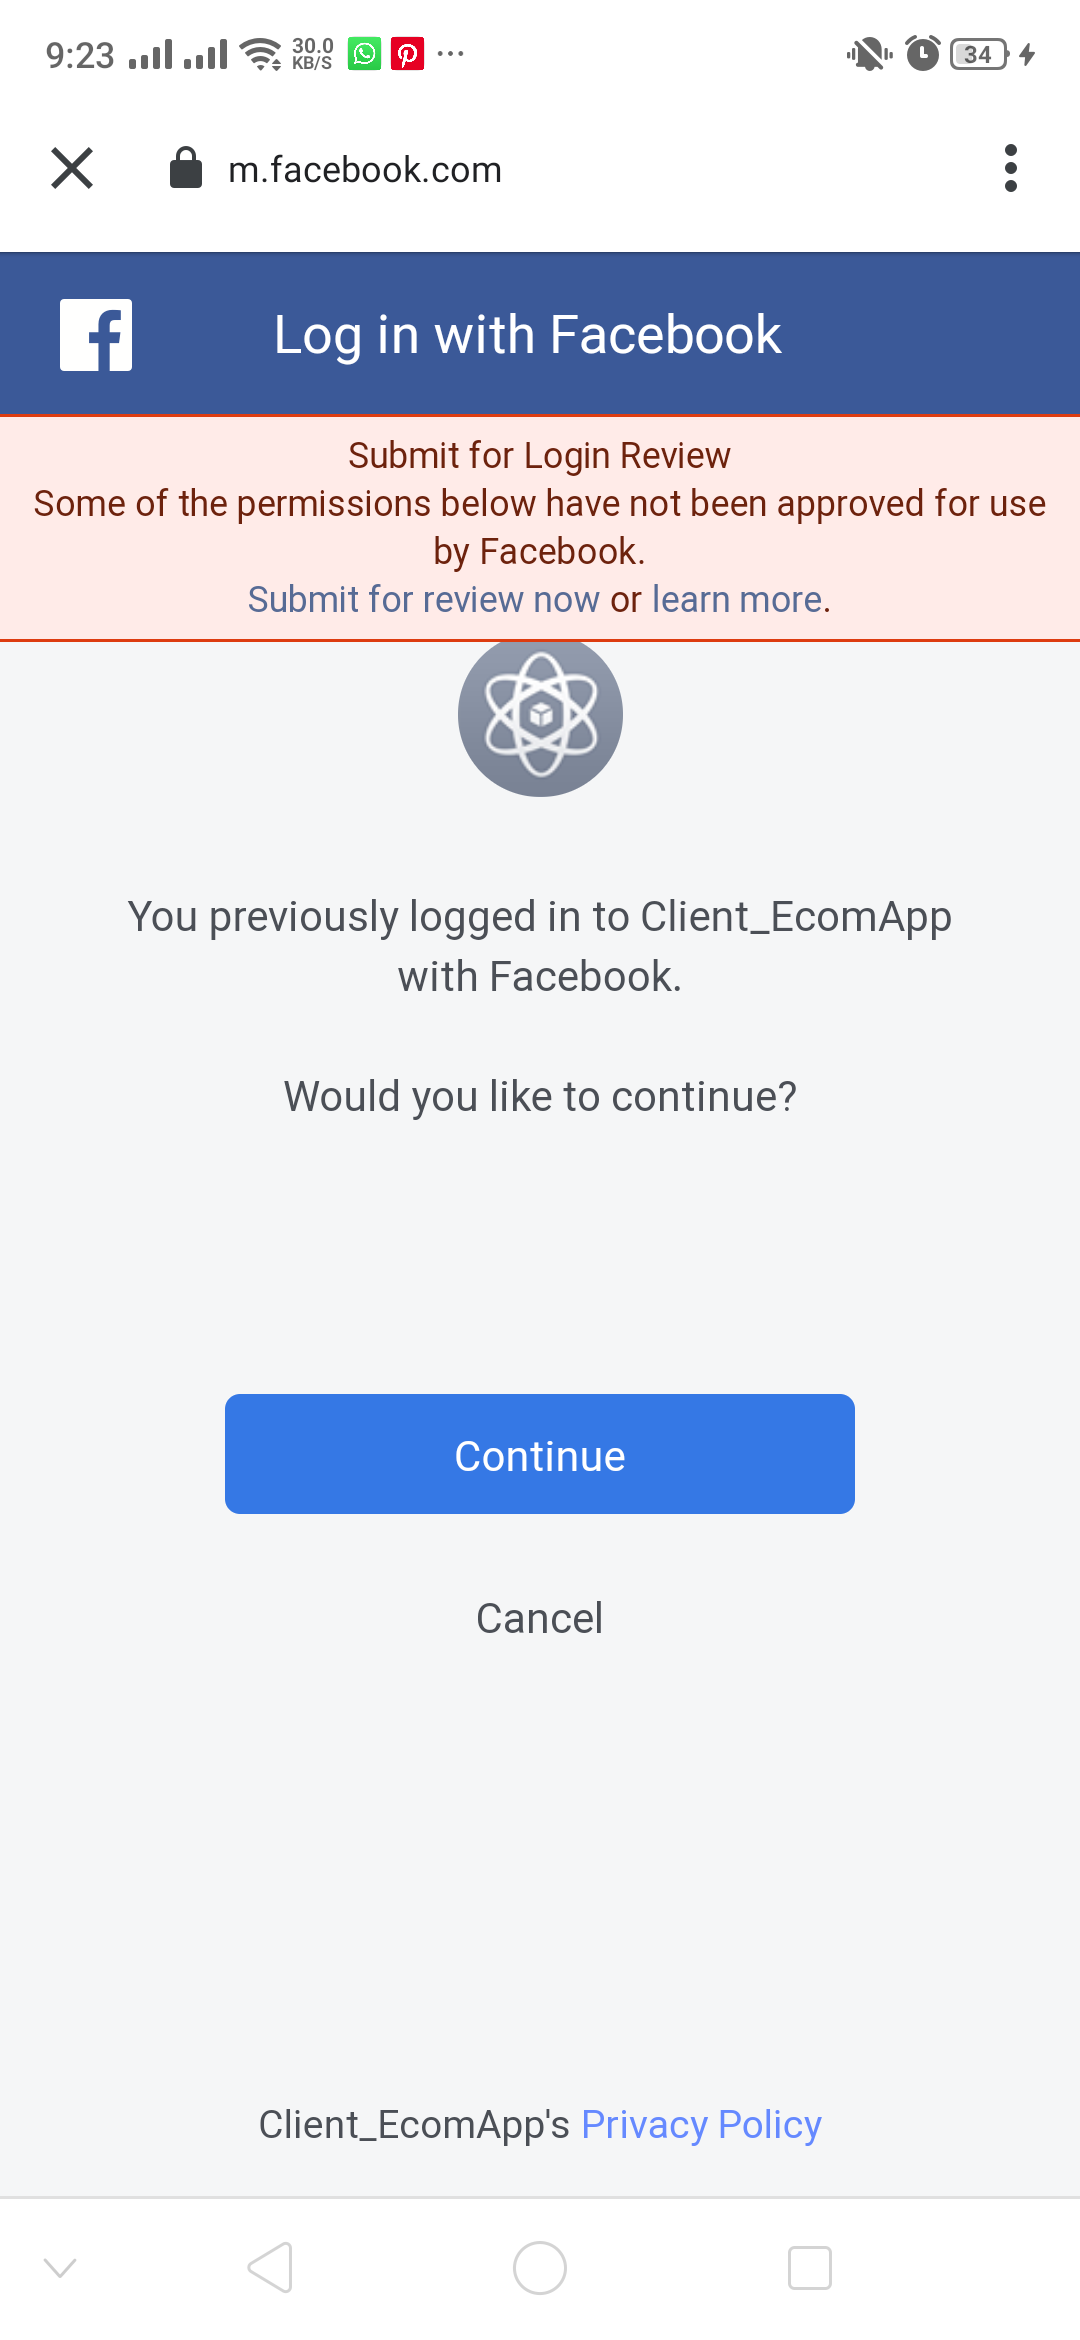 9:23 30.0 KB/S 34
m.facebook.com
Log in with Facebook
Submit for Login Review
Some of the permissions below have not been approved for use
by Facebook.
Submit for review now or learn more.
You previously logged in to Client_EcomApp
with Facebook.
Would you like to continue?
Continue
Cancel
Client_EcomApp's Privacy Policy